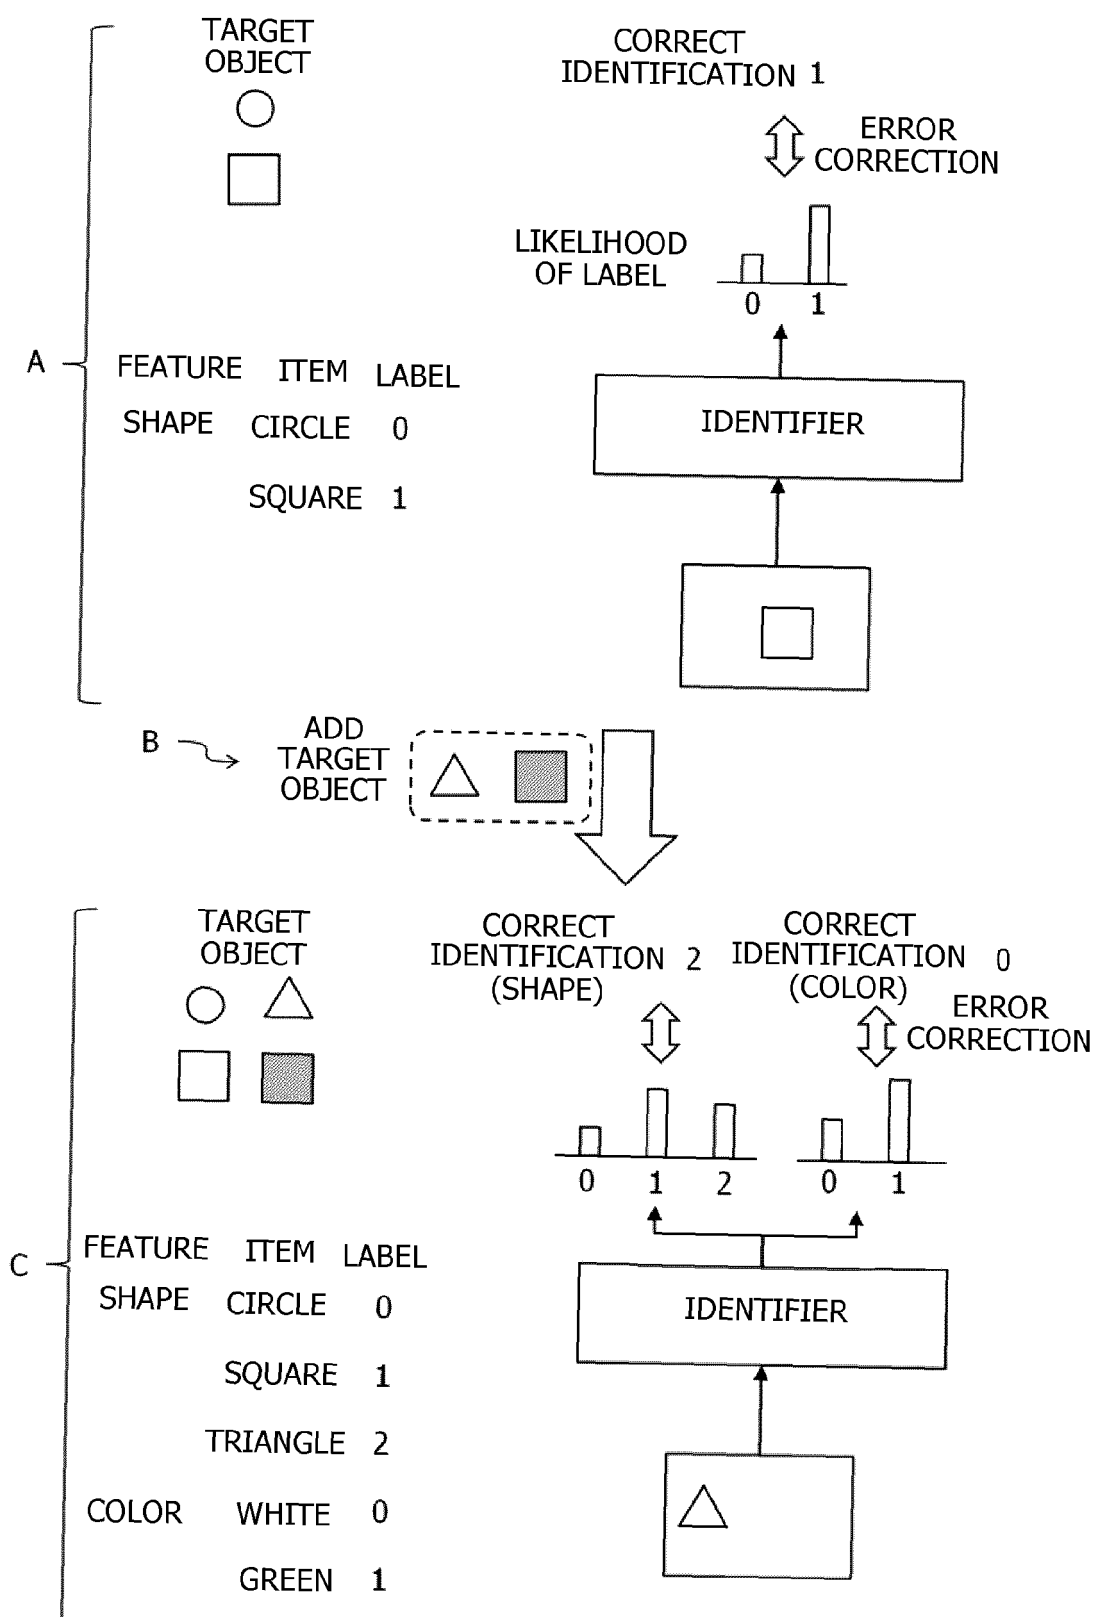 TARGET
OBJECT
CORRECT
IDENTIFICATION 1
ERROR
CORRECTION
LIKELIHOOD
OF LABEL
0 1
A
FEATURE ITEM LABEL
SHAPE CIRCLE 0
SQUARE 1
IDENTIFIER
B
ADD
TARGET
OBJECT
TARGET
OBJECT
CORRECT
IDENTIFICATION 2
(SHAPE)
CORRECT
IDENTIFICATION 0
(COLOR)
ERROR
CORRECTION
0 1 2
0 1
C
FEATURE ITEM LABEL
SHAPE CIRCLE 0
SQUARE 1
TRIANGLE 2
COLOR WHITE 0
GREEN 1
IDENTIFIER